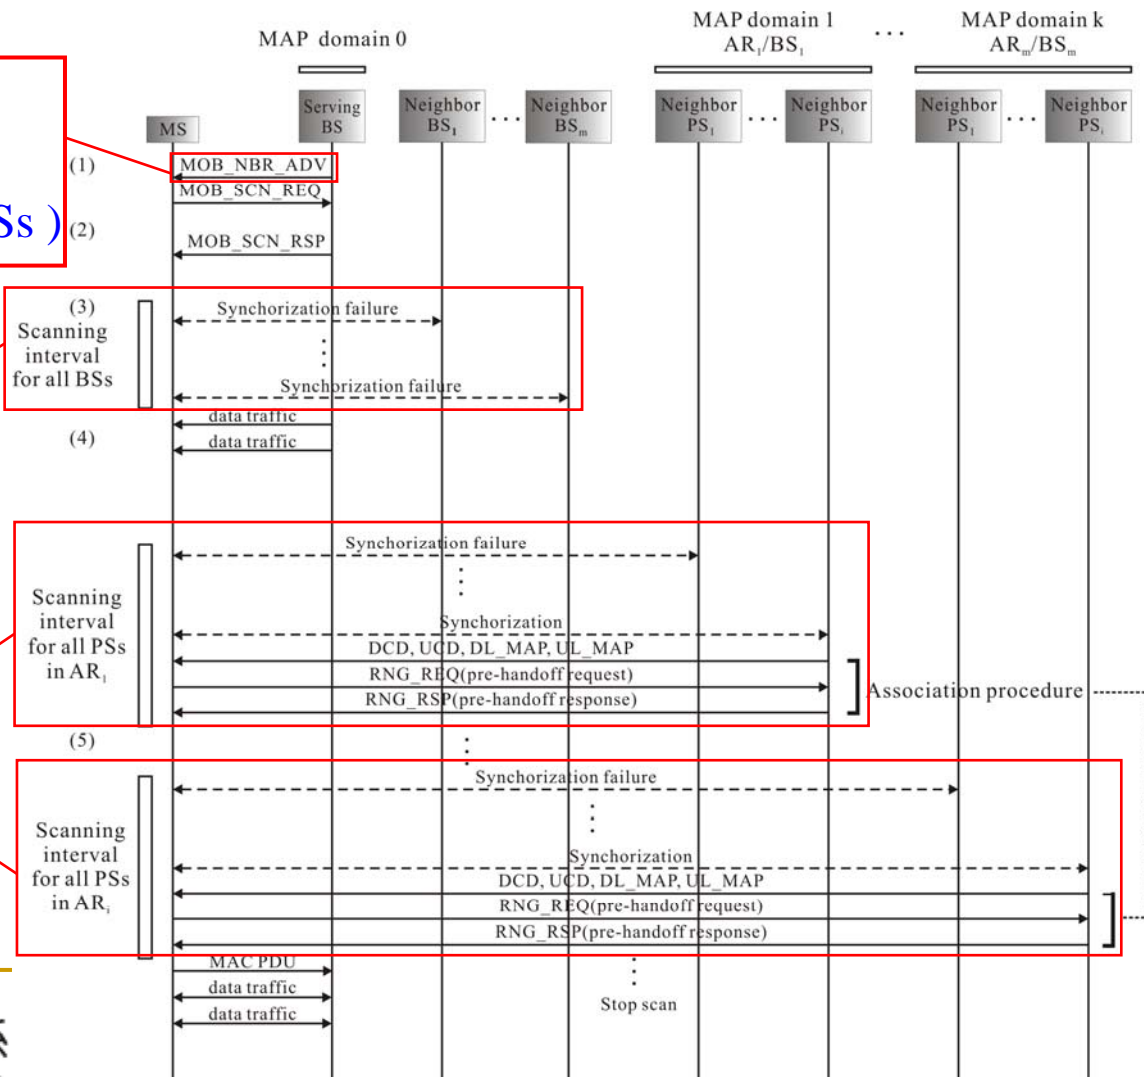 MAP domain 0
MAP domain 1
AR1/BS1
...
MAP domain k
ARm/BSm
MS
Serving
BS
Neighbor
BS1
...
Neighbor
BSm
Neighbor
PS1
...
Neighbor
PSi
Neighbor
PS1
...
Neighbor
PSi
(1)
MOB_NBR_ADV
MOB_SCN_REQ
Ss )
(2)
MOB_SCN_RSP
(3)
Scanning
interval
for all BSs
Synchorization failure
Synchorization failure
(4)
data traffic
data traffic
Scanning
interval
for all PSs
in AR1
Synchorization failure
Synchorization
DCD, UCD, DL_MAP, UL_MAP
RNG_REQ(pre-handoff request)
RNG_RSP(pre-handoff response)
Association procedure
(5)
Scanning
interval
for all PSs
in ARi
Synchorization failure
Synchorization
DCD, UCD, DL_MAP, UL_MAP
RNG_REQ(pre-handoff request)
RNG_RSP(pre-handoff response)
MAC PDU
data traffic
data traffic
Stop scan